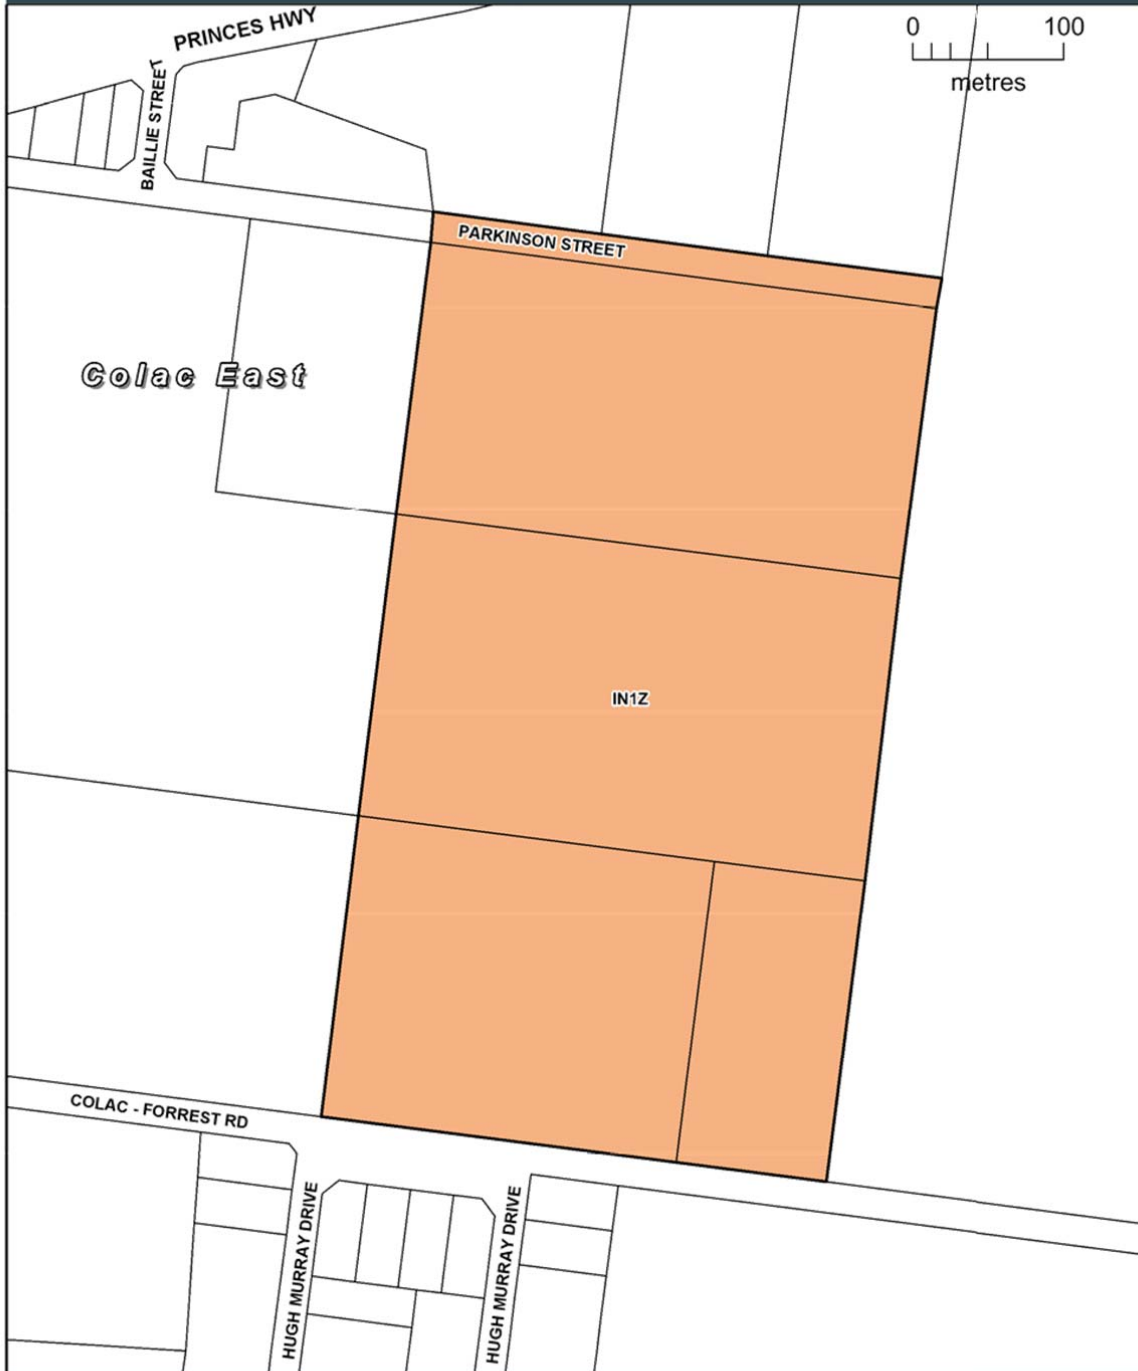 PRINCES HWY
0 100
metres
BAILLIE STREET
PARKINSON STREET
Colac East
IN1Z
COLAC - FORREST RD
HUGH MURRAY DRIVE
HUGH MURRAY DRIVE